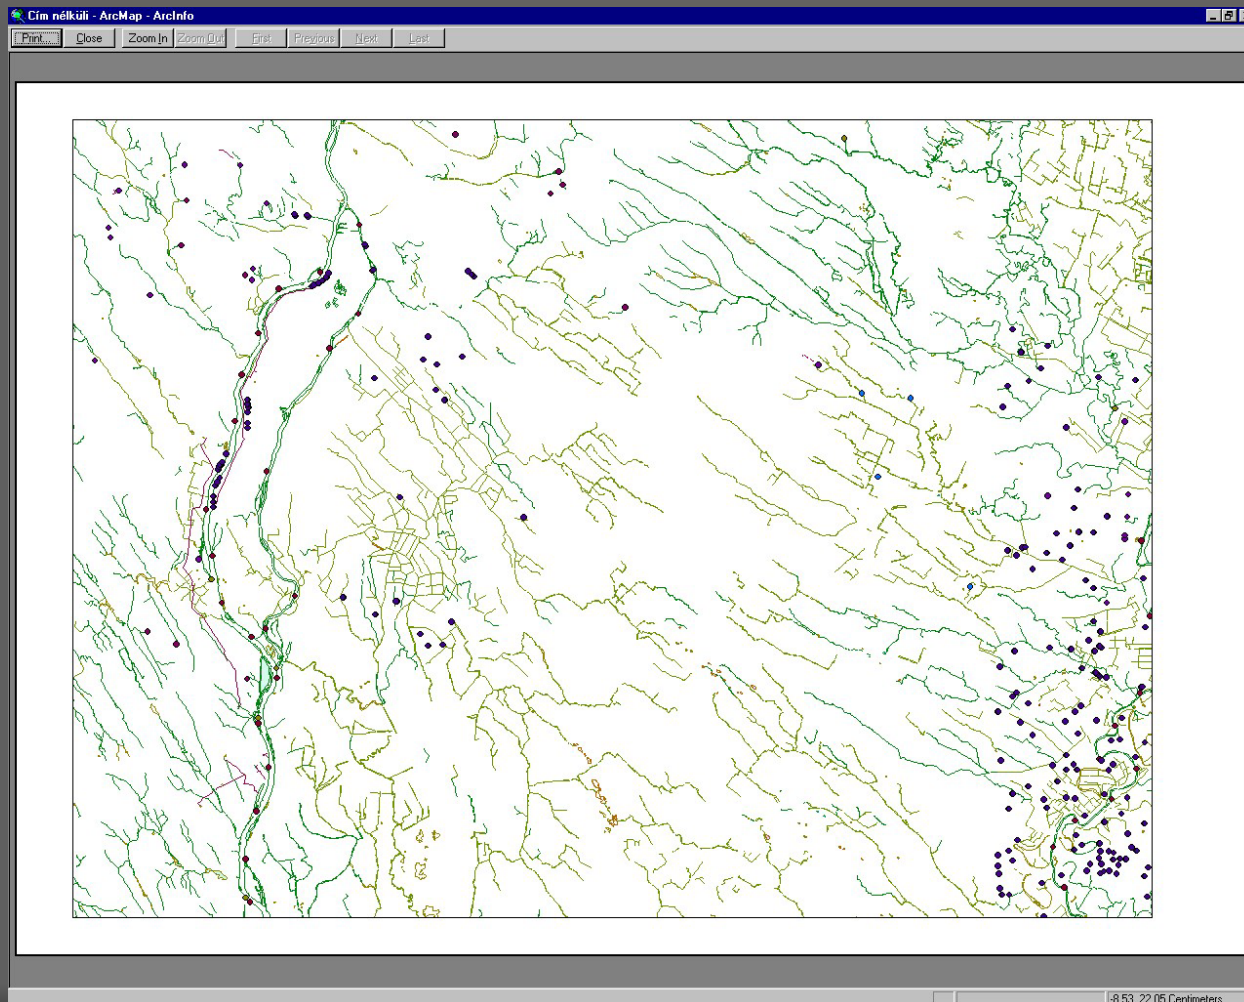 Cím nélküli - ArcMap - ArcInfo
Print... Close Zoom In Zoom Out First Previous Next Last
-8.53 22.05 Centimeters